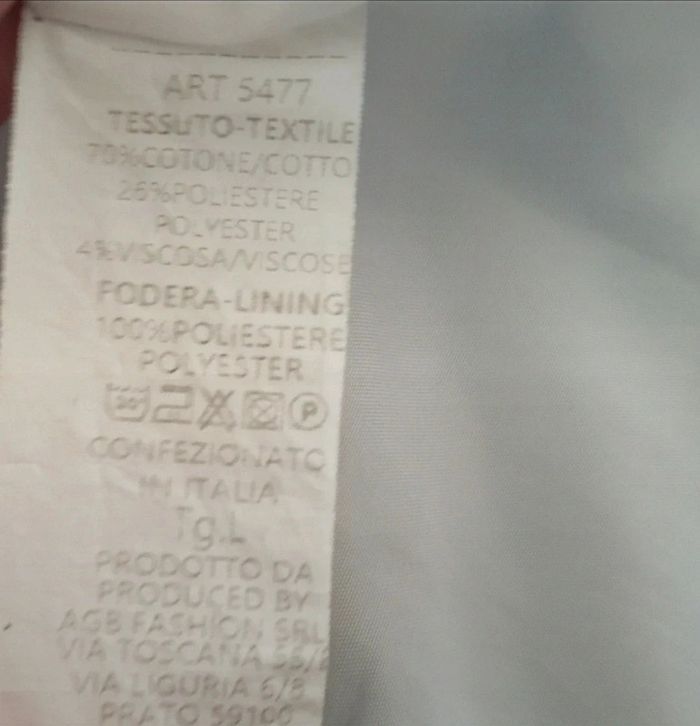 ART 5477
TESSUTO-TEXTILE
70%COTONE/COTTO
26%POLIESTERE
POLYESTER
4%VISCOSA/VISCOSE
FODERA-LINING
100%POLIESTERE
POLYESTER
30 P
CONFEZIONATO
IN ITALIA
Tg.L
PRODOTTO DA
PRODUCED BY
AGB FASHION SRL
VIA TOSCANA
VIA LIGURIA 6/8
PRATO 59100